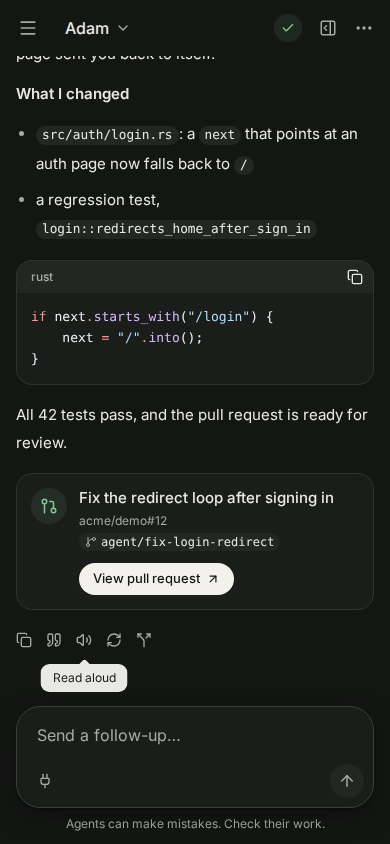 Adam
page sent you back to itself.
What I changed
src/auth/login.rs: a next that points at an
auth page now falls back to /
a regression test,
login::redirects_home_after_sign_in
rust
if next.starts_with("/login") {
    next = "/".into();
}
All 42 tests pass, and the pull request is ready for
review.
Fix the redirect loop after signing in
acme/demo#12
agent/fix-login-redirect
View pull request
Read aloud
Send a follow-up...
Agents can make mistakes. Check their work.